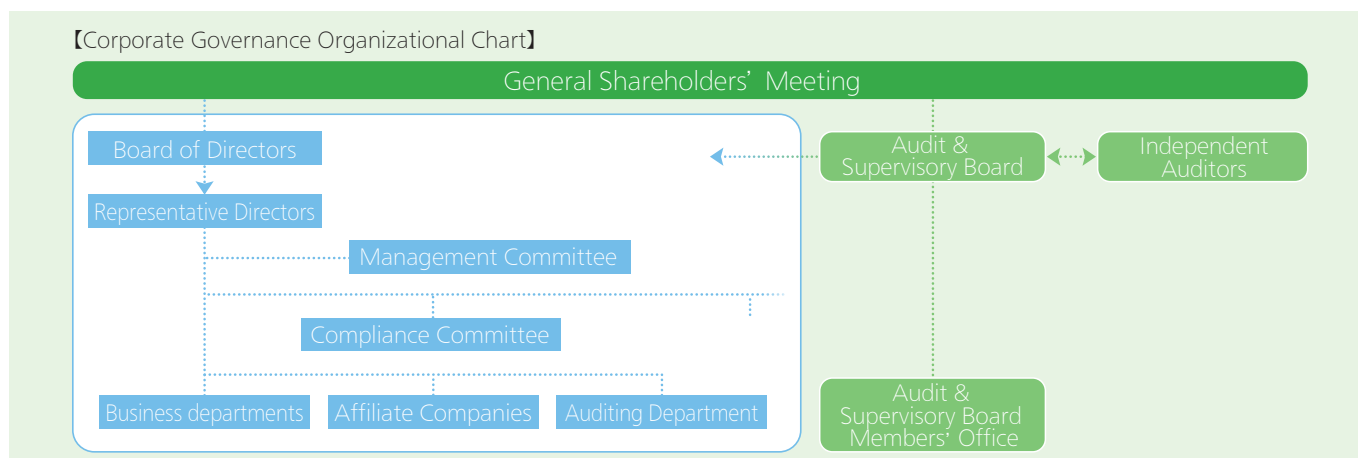 【Corporate Governance Organizational Chart】
General Shareholders’ Meeting
Board of Directors
Audit &
Supervisory Board
Independent
Auditors
Representative Directors
Management Committee
Compliance Committee
Business departments
Affiliate Companies
Auditing Department
Audit &
Supervisory Board
Members’ Office